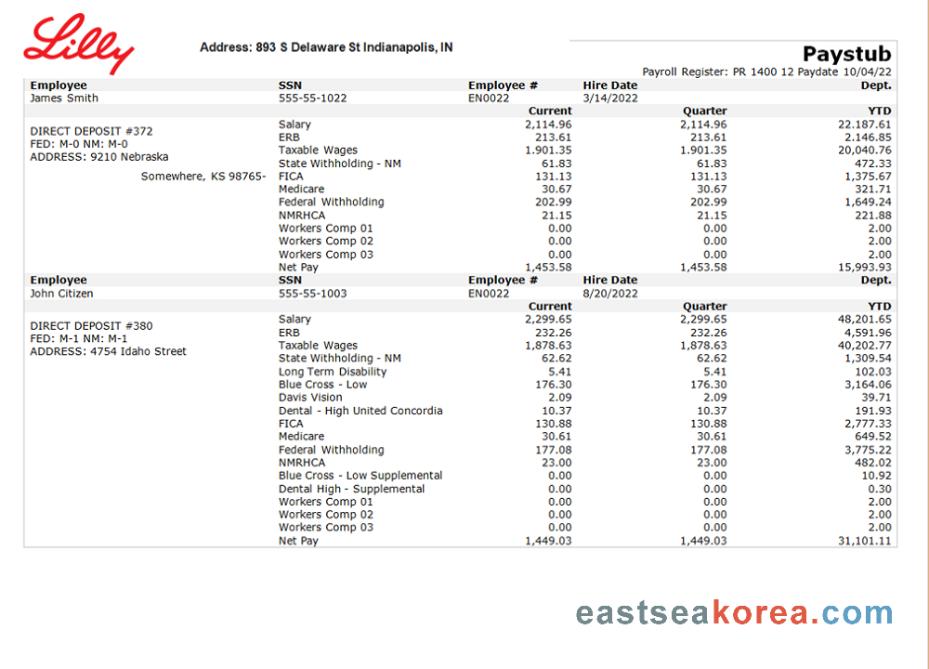 Lilly
Address: 893 S Delaware St Indianapolis, IN
Paystub
Payroll Register: PR 1400 12 Paydate 10/04/22
Employee SSN Employee # Hire Date Dept.
James Smith 555-55-1022 EN0022 3/14/2022
Current Quarter YTD
DIRECT DEPOSIT #372
FED: M-0 NM: M-0
ADDRESS: 9210 Nebraska
Somewhere, KS 98765-
Salary 2,114.96 2,114.96 22.187.61
ERB 213.61 213.61 2.146.85
Taxable Wages 1.901.35 1.901.35 20,040.76
State Withholding - NM 61.83 61.83 472.33
FICA 131.13 131.13 1,375.67
Medicare 30.67 30.67 321.71
Federal Withholding 202.99 202.99 1,649.24
NMRHCA 21.15 21.15 221.88
Workers Comp 01 0.00 0.00 2.00
Workers Comp 02 0.00 0.00 2.00
Workers Comp 03 0.00 0.00 2.00
Net Pay 1,453.58 1,453.58 15,993.93
Employee SSN Employee # Hire Date Dept.
John Citizen 555-55-1003 EN0022 8/20/2022
Current Quarter YTD
DIRECT DEPOSIT #380
FED: M-1 NM: M-1
ADDRESS: 4754 Idaho Street
Salary 2,299.65 2,299.65 48,201.65
ERB 232.26 232.26 4,591.96
Taxable Wages 1,878.63 1,878.63 40,202.77
State Withholding - NM 62.62 62.62 1,309.54
Long Term Disability 5.41 5.41 102.03
Blue Cross - Low 176.30 176.30 3,164.06
Davis Vision 2.09 2.09 39.71
Dental - High United Concordia 10.37 10.37 191.93
FICA 130.88 130.88 2,777.33
Medicare 30.61 30.61 649.52
Federal Withholding 177.08 177.08 3,775.22
NMRHCA 23.00 23.00 482.02
Blue Cross - Low Supplemental 0.00 0.00 10.92
Dental High - Supplemental 0.00 0.00 0.30
Workers Comp 01 0.00 0.00 2.00
Workers Comp 02 0.00 0.00 2.00
Workers Comp 03 0.00 0.00 2.00
Net Pay 1,449.03 1,449.03 31,101.11
eastseakorea.com